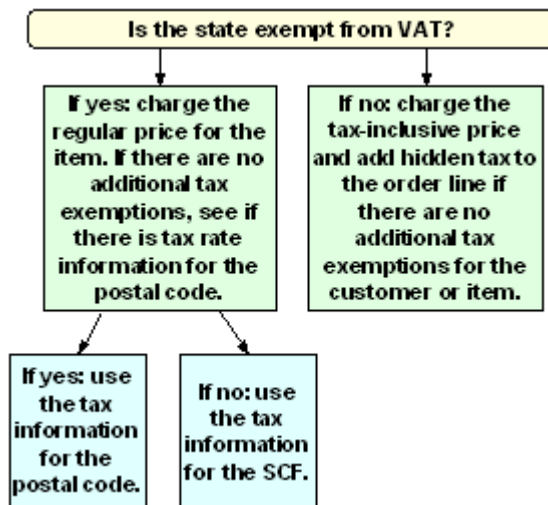 Is the state exempt from VAT?
If yes: charge the
regular price for the
item. If there are no
additional tax
exemptions, see if
there is tax rate
information for the
postal code.
If no: charge the
tax-inclusive price
and add hidden tax to
the order line if
there are no
additional tax
exemptions for the
customer or item.
If yes: use
the tax
information
for the
postal code.
If no: use
the tax
information
for the SCF.